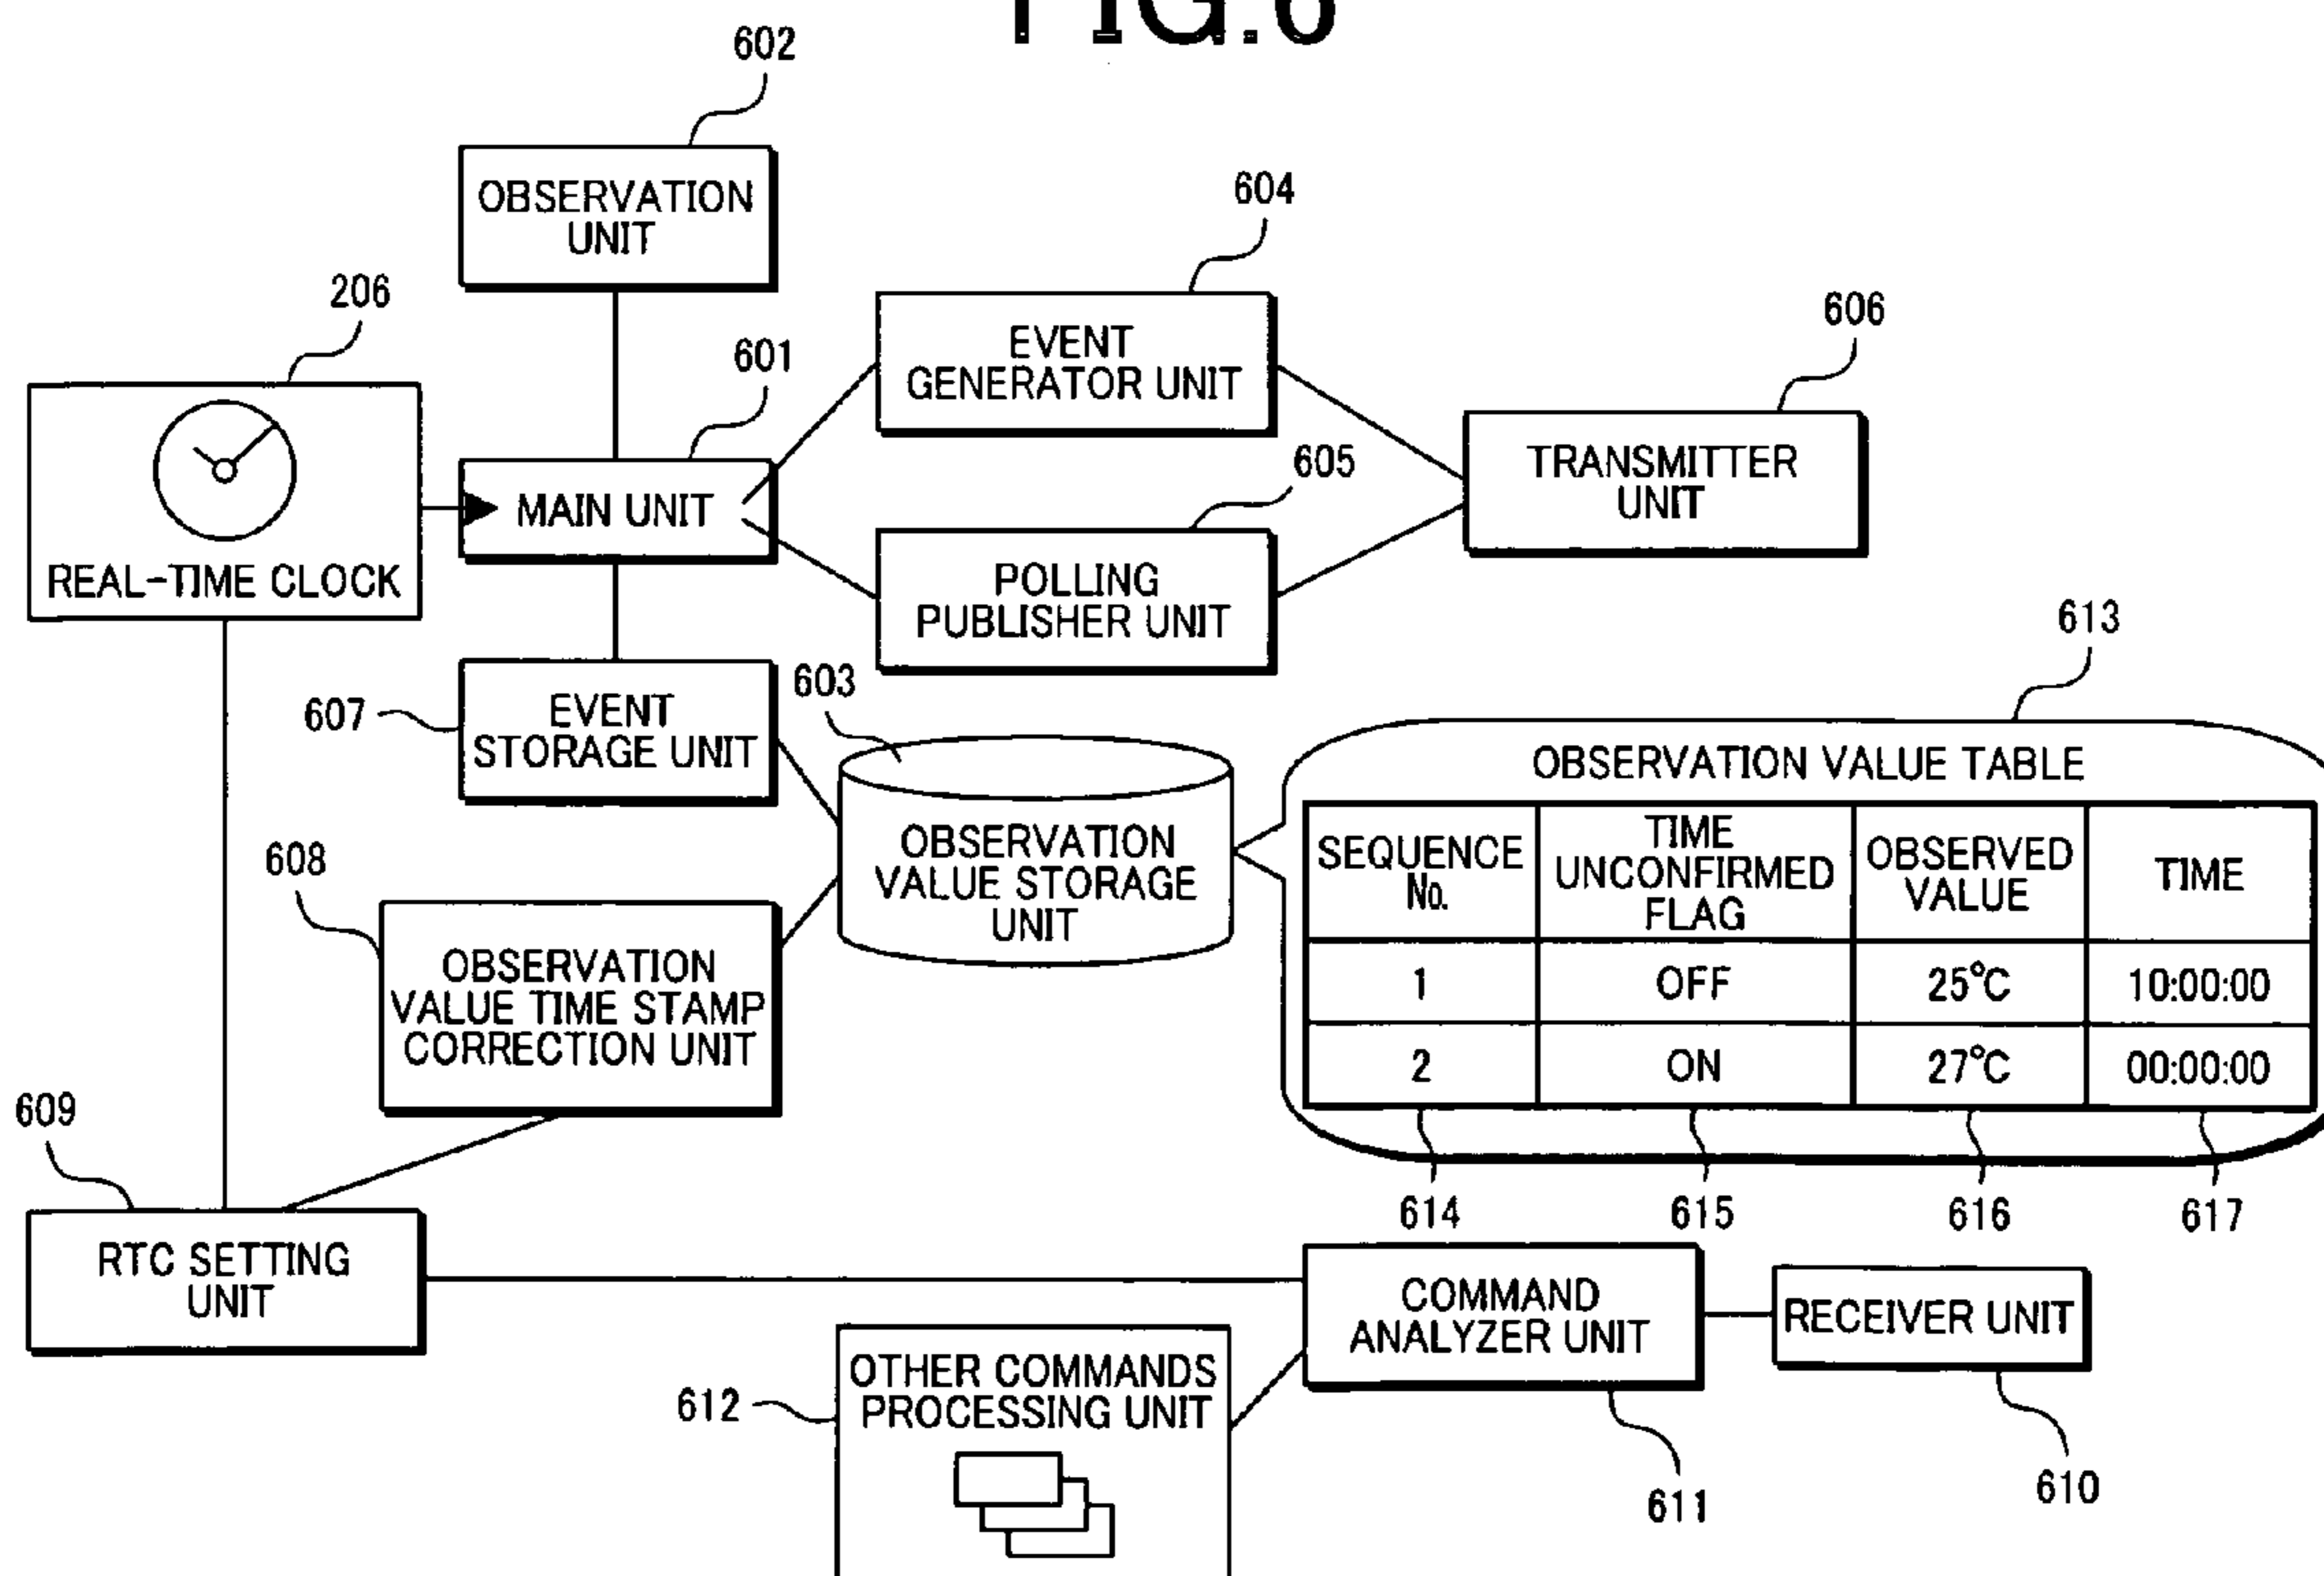 FIG.6
602
OBSERVATION
UNIT
604
EVENT
GENERATOR UNIT
206
REAL-TIME CLOCK
601
MAIN UNIT
606
TRANSMITTER
UNIT
605
POLLING
PUBLISHER UNIT
607
EVENT
STORAGE UNIT
603
OBSERVATION
VALUE STORAGE
UNIT
613
OBSERVATION VALUE TABLE
SEQUENCE
No.
TIME
UNCONFIRMED
FLAG
OBSERVED
VALUE
TIME
1 OFF 25°C 10:00:00
2 ON 27°C 00:00:00
614 615 616 617
608
OBSERVATION
VALUE TIME STAMP
CORRECTION UNIT
609
RTC SETTING
UNIT
COMMAND
ANALYZER UNIT
611
RECEIVER UNIT
610
612
OTHER COMMANDS
PROCESSING UNIT